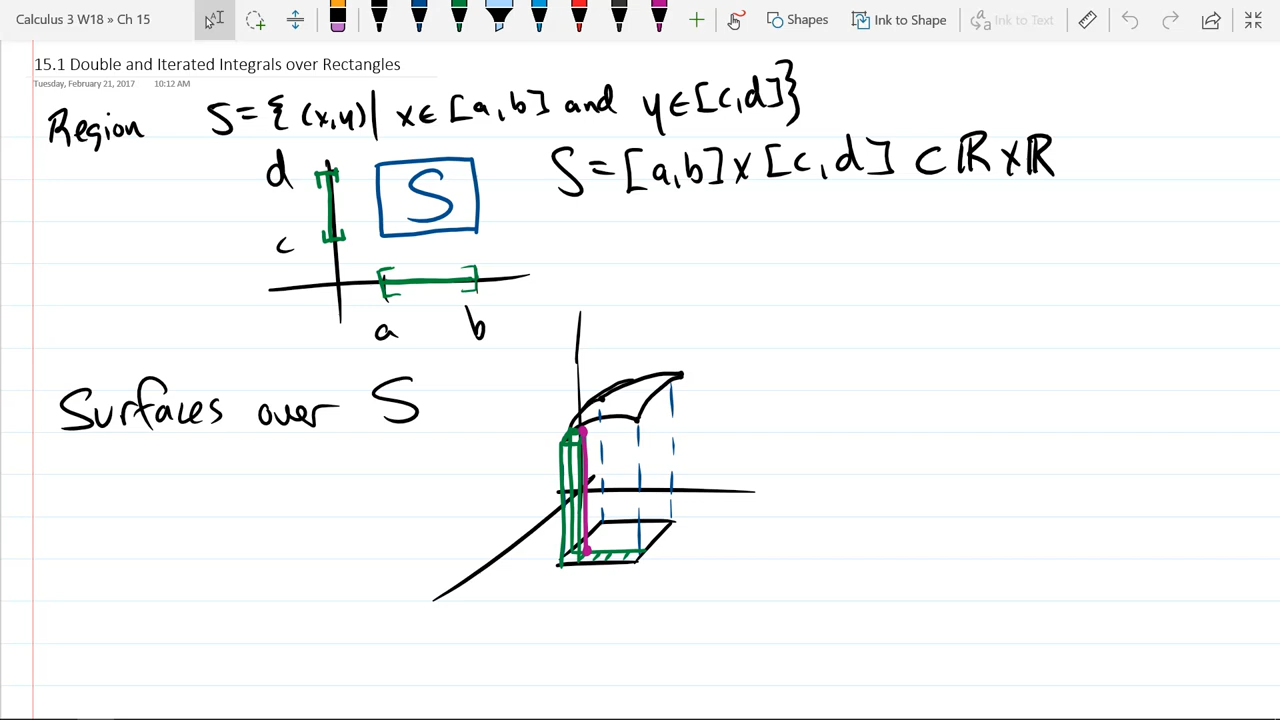 Calculus 3 W18 » Ch 15
Shapes
Ink to Shape
Ink to Text
15.1 Double and Iterated Integrals over Rectangles
Tuesday, February 21, 2017 10:12 AM
Region S={(x,y)| x∈[a,b] and y∈[c,d]}
S=[a,b]×[c,d]⊂ℝ×ℝ
d
S
c
a b
Surfaces over S